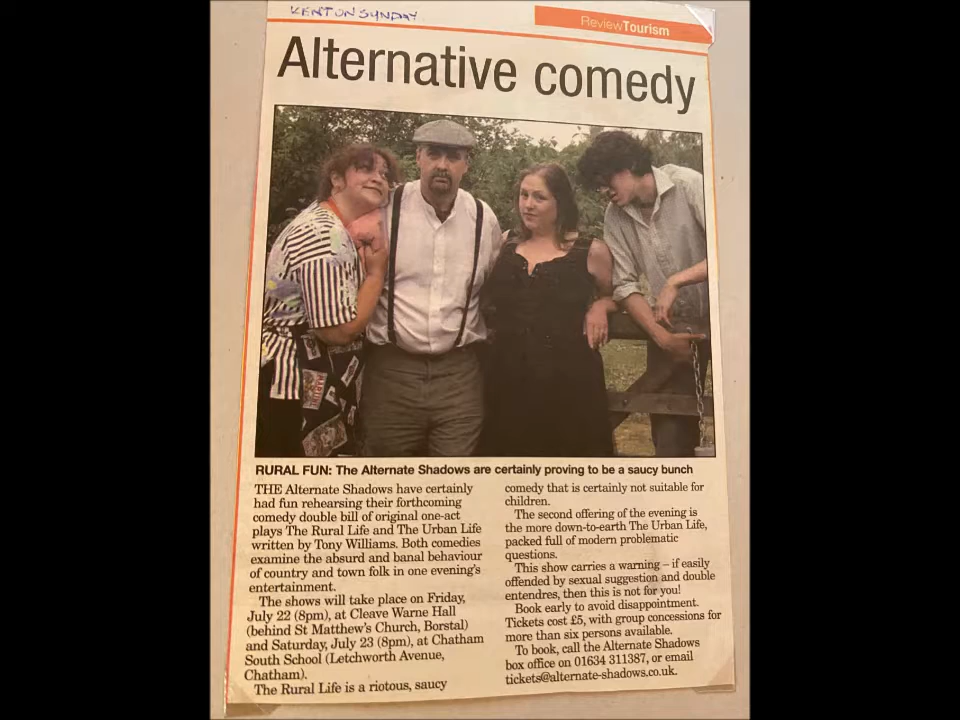 KENT ON SUNDAY
ReviewTourism
Alternative comedy
RURAL FUN: The Alternate Shadows are certainly proving to be a saucy bunch
THE Alternate Shadows have certainly
had fun rehearsing their forthcoming
comedy double bill of original one-act
plays The Rural Life and The Urban Life
written by Tony Williams. Both comedies
examine the absurd and banal behaviour
of country and town folk in one evening's
entertainment.
The shows will take place on Friday,
July 22 (8pm), at Cleave Warne Hall
(behind St Matthew's Church, Borstal)
and Saturday, July 23 (8pm), at Chatham
South School (Letchworth Avenue,
Chatham).
The Rural Life is a riotous, saucy
comedy that is certainly not suitable for
children.
The second offering of the evening is
the more down-to-earth The Urban Life,
packed full of modern problematic
questions.
This show carries a warning – if easily
offended by sexual suggestion and double
entendres, then this is not for you!
Book early to avoid disappointment.
Tickets cost £5, with group concessions for
more than six persons available.
To book, call the Alternate Shadows
box office on 01634 311387, or email
tickets@alternate-shadows.co.uk.